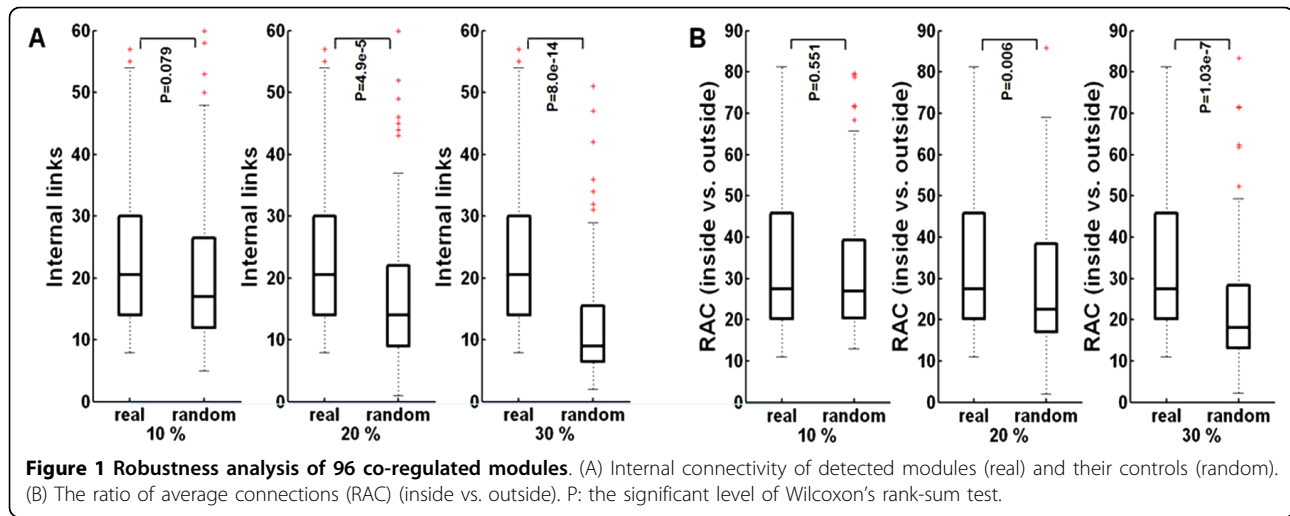 A
60
50
40
30
20
10
0
Internal links
P=0.079
real random
10 %
60
50
40
30
20
10
0
Internal links
P=4.9e-5
real random
20 %
60
50
40
30
20
10
0
Internal links
P=8.0e-14
real random
30 %
B
90
80
70
60
50
40
30
20
10
0
RAC (inside vs. outside)
P=0.551
real random
10 %
90
80
70
60
50
40
30
20
10
0
RAC (inside vs outside)
P=0.006
real random
20 %
90
80
70
60
50
40
30
20
10
0
RAC (inside vs. outside)
P=1.03e-7
real random
30 %
Figure 1 Robustness analysis of 96 co-regulated modules. (A) Internal connectivity of detected modules (real) and their controls (random).
(B) The ratio of average connections (RAC) (inside vs. outside). P: the significant level of Wilcoxon's rank-sum test.